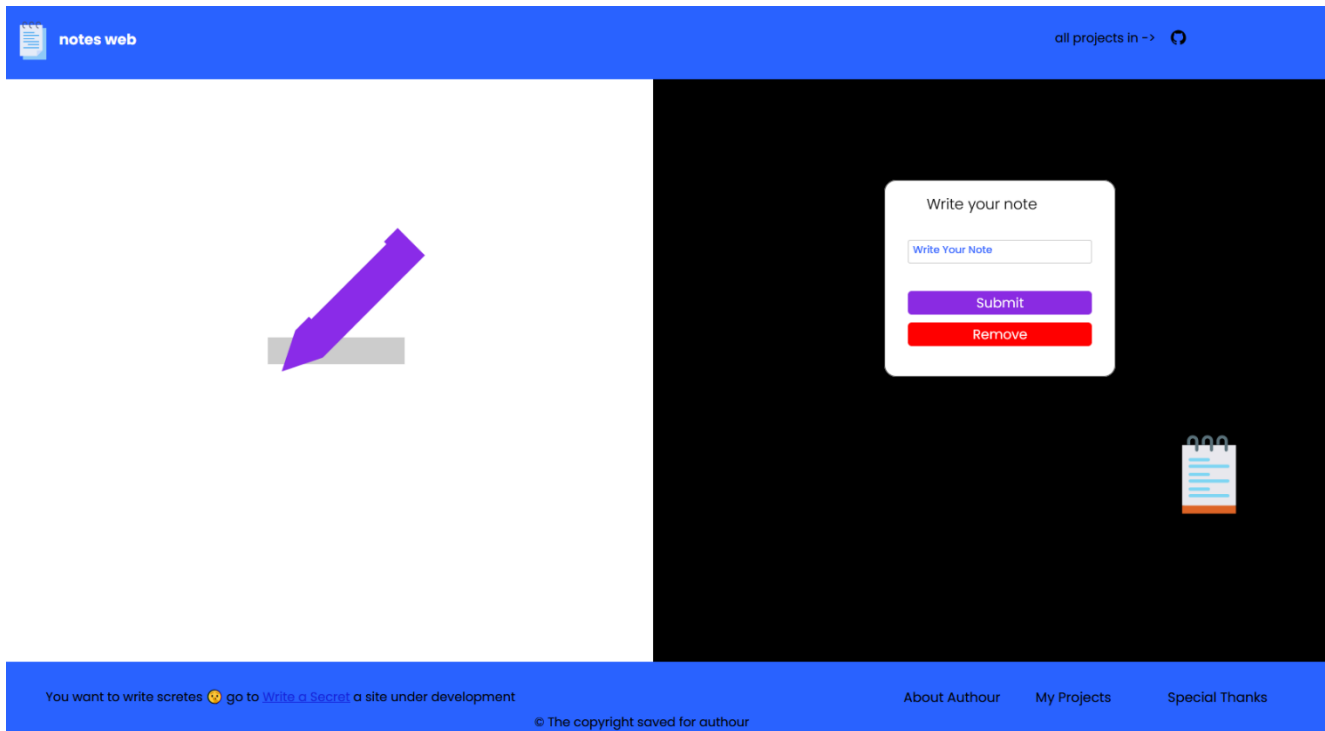 notes web
all projects in ->
Write your note
Write Your Note
Submit
Remove
You want to write scretes 🤫 go to Write a Secret a site under development
About Authour
My Projects
Special Thanks
© The copyright saved for authour